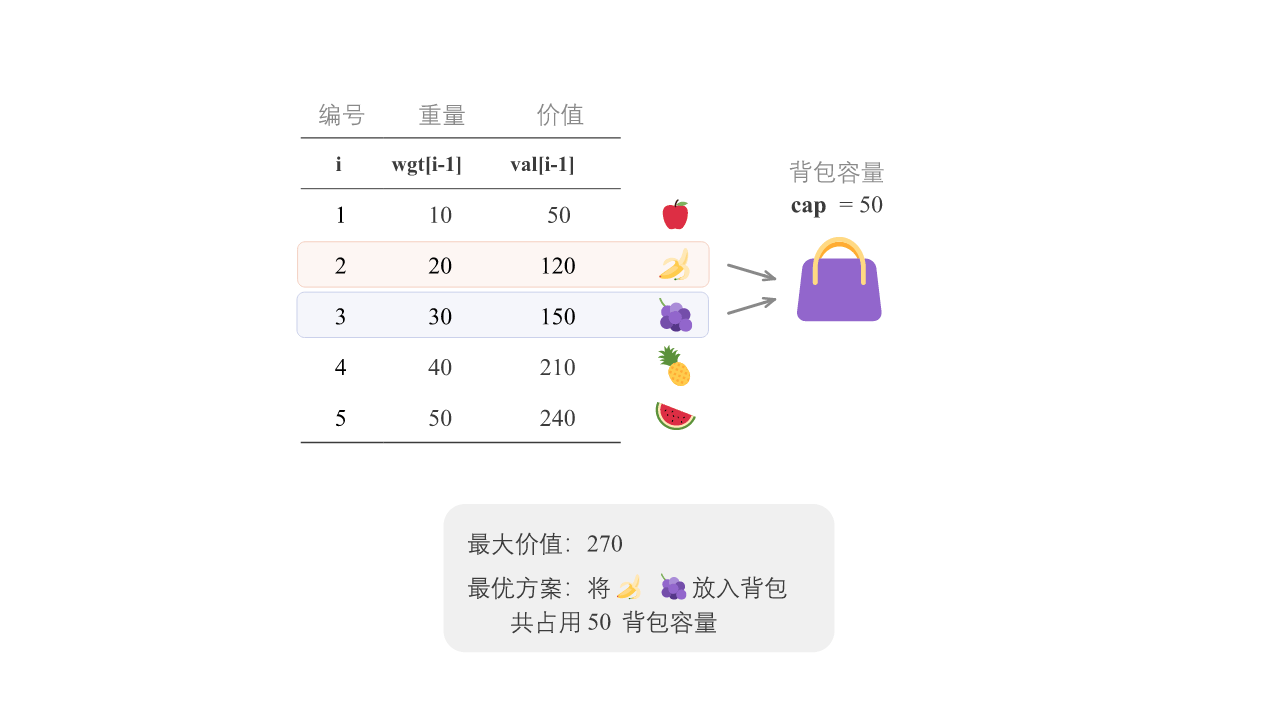 编号 重量 价值
i wgt[i-1] val[i-1]
1 10 50
2 20 120
3 30 150
4 40 210
5 50 240
背包容量
cap = 50
最大价值：270
最优方案：将 放入背包
共占用 50 背包容量